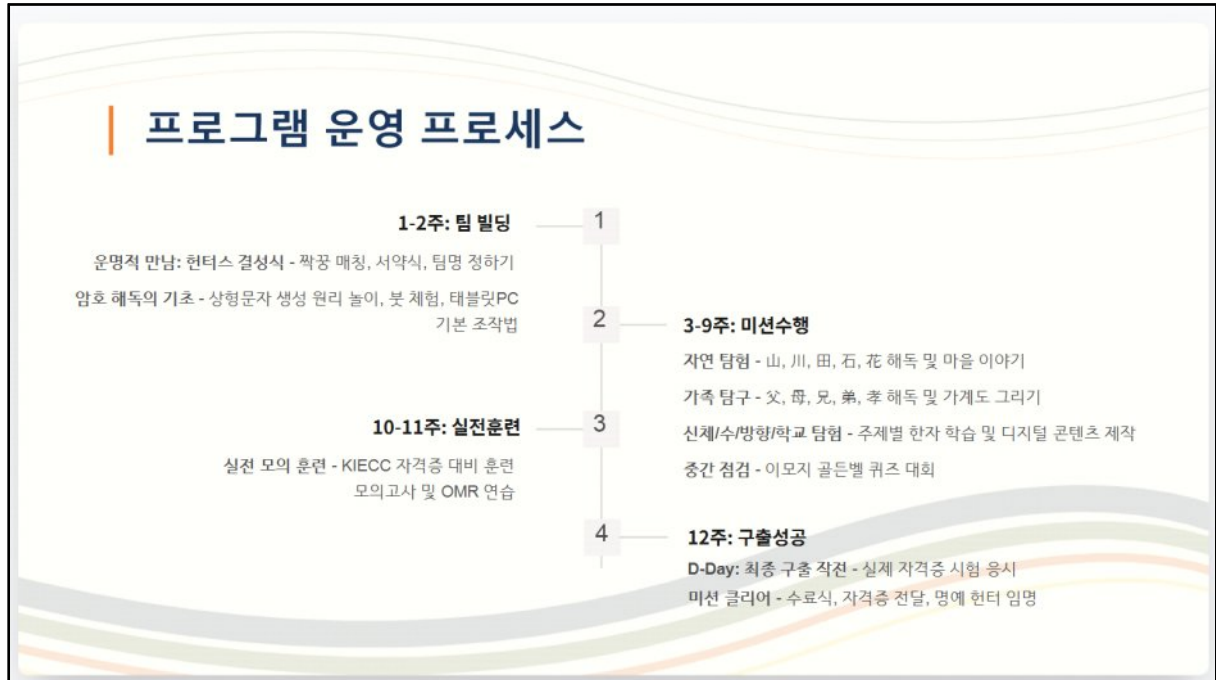 프로그램 운영 프로세스
1-2주: 팀 빌딩
1
운명적 만남: 헌터스 결성식 - 짝꿍 매칭, 서약식, 팀명 정하기
암호 해독의 기초 - 상형문자 생성 원리 놀이, 붓 체험, 태블릿PC
기본 조작법
2
3-9주: 미션수행
자연 탐험 - 山, 川, 田, 石, 花 해독 및 마을 이야기
가족 탐구 - 父, 母, 兄, 弟, 孝 해독 및 가계도 그리기
신체/수/방향/학교 탐험 - 주제별 한자 학습 및 디지털 콘텐츠 제작
중간 점검 - 이모지 골든벨 퀴즈 대회
10-11주: 실전훈련
3
실전 모의 훈련 - KIECC 자격증 대비 훈련
모의고사 및 OMR 연습
4
12주: 구출성공
D-Day: 최종 구출 작전 - 실제 자격증 시험 응시
미션 클리어 - 수료식, 자격증 전달, 명예 헌터 임명